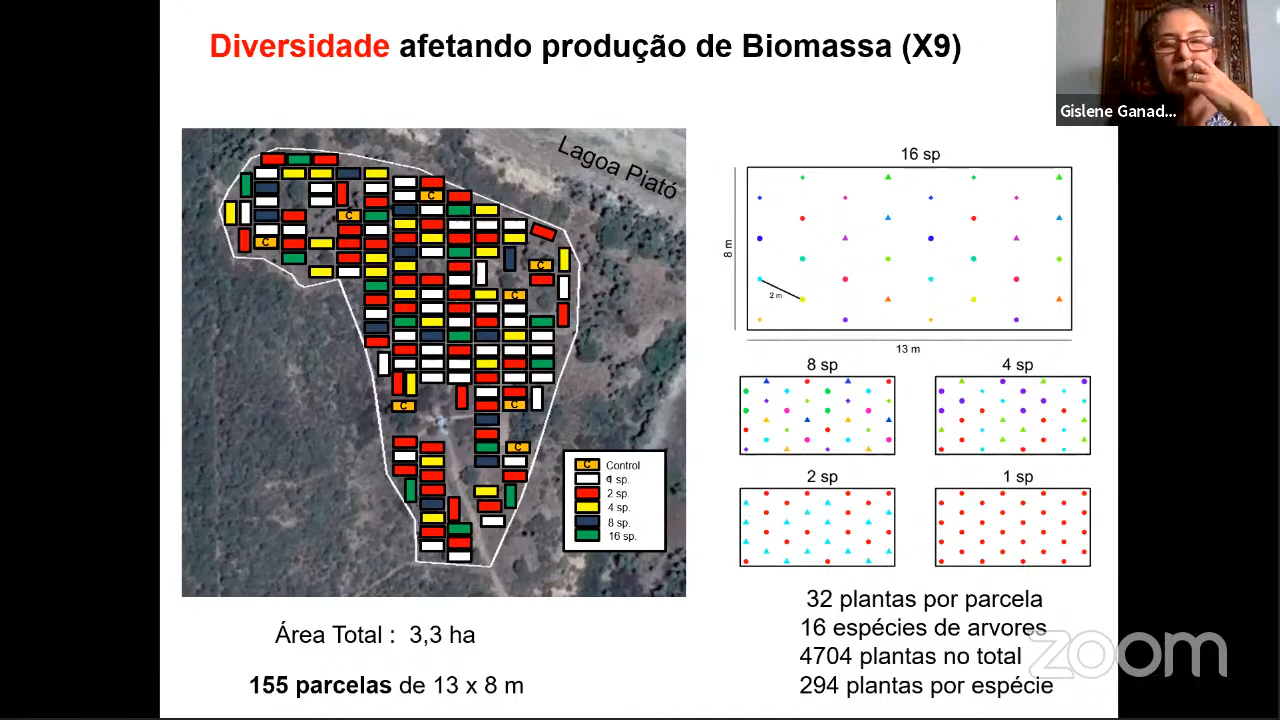 Diversidade afetando produção de Biomassa (X9)
Gislene Ganad...
Lagoa Piató
C
C
C
C
C
C
C
C
C Control
1 sp.
2 sp.
4 sp.
8 sp.
16 sp.
16 sp
8 m
2 m
13 m
8 sp
4 sp
2 sp
1 sp
Área Total : 3,3 ha
155 parcelas de 13 x 8 m
32 plantas por parcela
16 espécies de arvores
4704 plantas no total
294 plantas por espécie
zoom